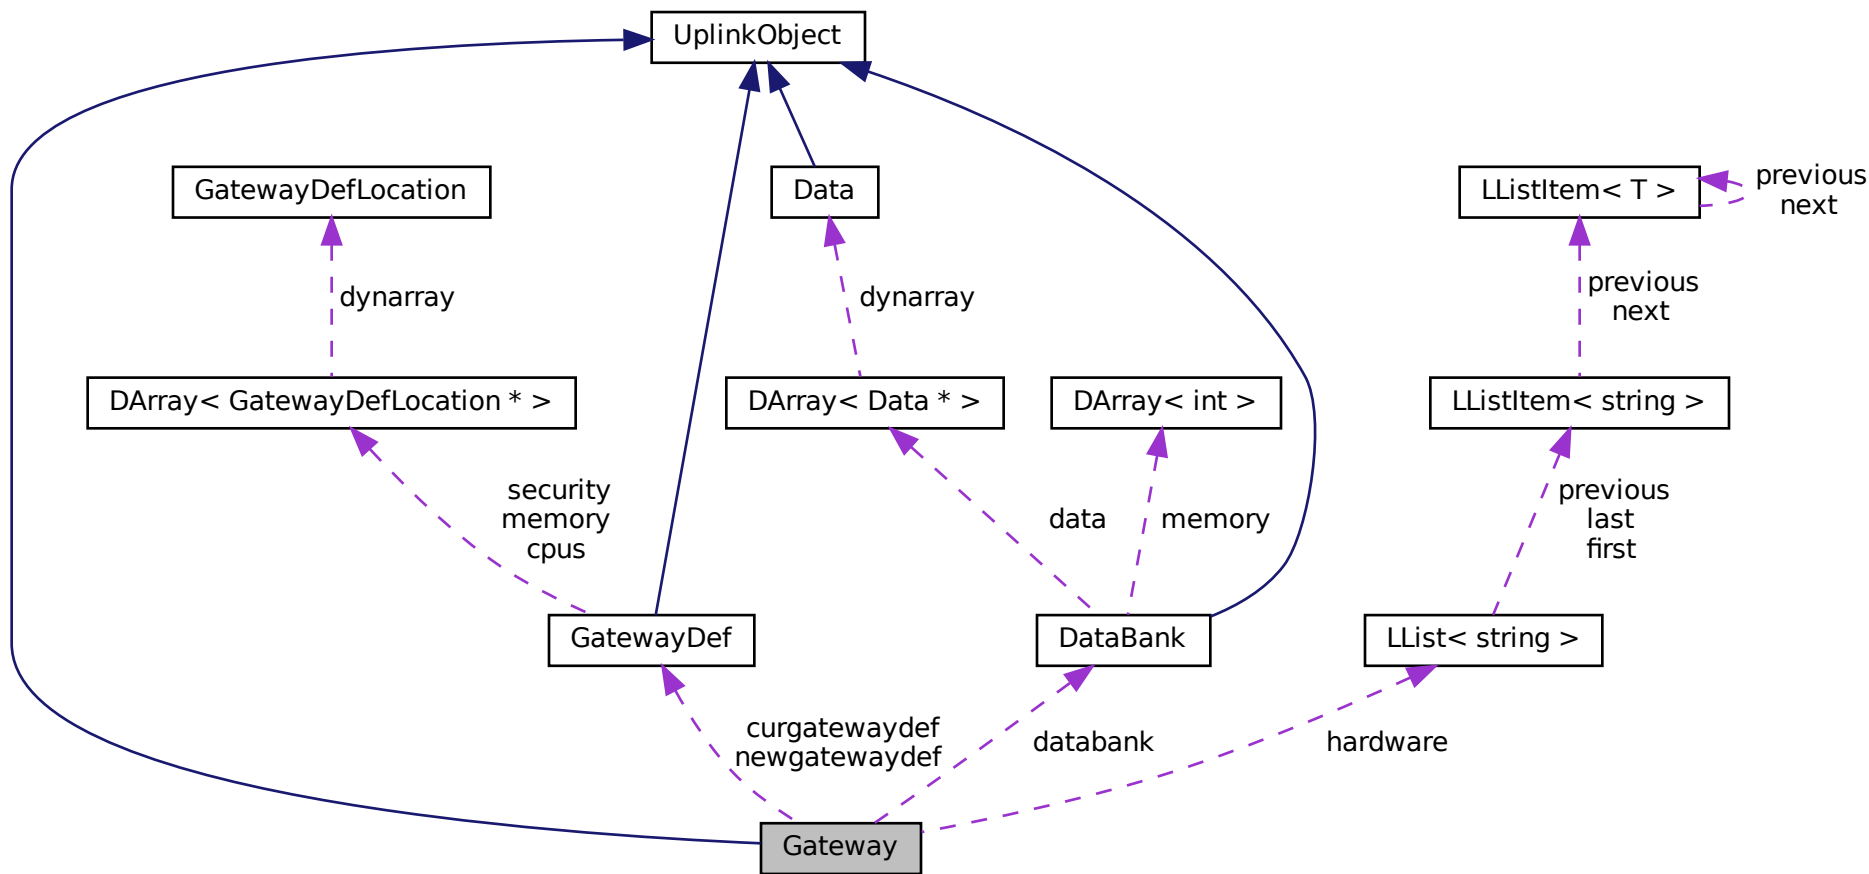 UplinkObject
GatewayDefLocation
Data
LListItem< T >
previous
next
dynarray
dynarray
previous
next
DArray< GatewayDefLocation * >
DArray< Data * >
DArray< int >
LListItem< string >
security
memory
cpus
data
memory
previous
last
first
GatewayDef
DataBank
LList< string >
curgatewaydef
newgatewaydef
databank
hardware
Gateway